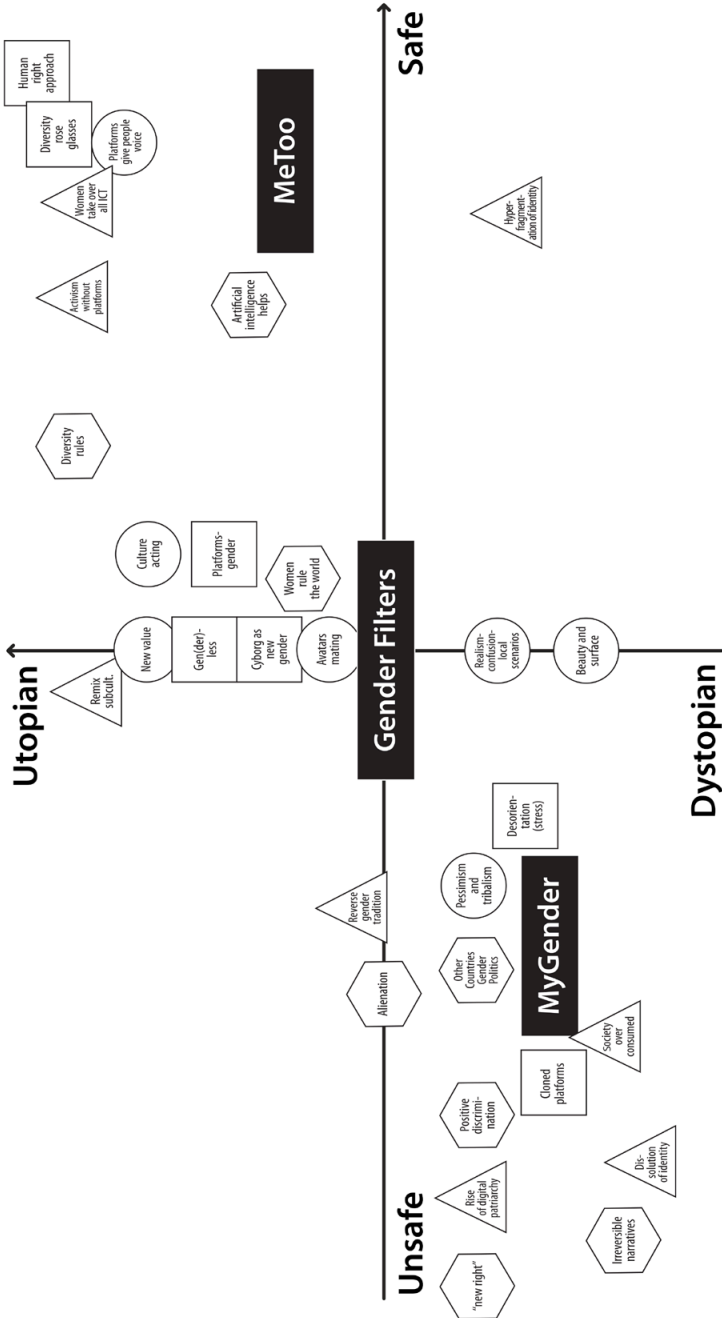 Utopian
Dystopian
Unsafe
Safe
Gender Filters
MeToo
MyGender
Human
right
approach
Diversity
rose
glasses
Platforms
give people
voice
Women
take over
all ICT
Activism
without
platforms
Artificial
intelligence
helps
Diversity
rules
Culture
acting
Platforms-
gender
Women
rule
the world
Remix
subcult.
New value
Gen(der)-
less
Cyborg as
new
gender
Avatars
mating
Hyper-
fragment-
ation of identity
Realism-
confusion-
local
scenarios
Beauty and
surface
Reverse
gender
tradition
Alienation
Desorien-
tation
(stress)
Pessimism
and
tribalism
Other
Countries
Gender
Politics
Society
over
consumed
Cloned
platforms
Positive
discrimi-
nation
Rise
of digital
patriarchy
Dis-
solution
of identity
Irreversible
narratives
"new right"